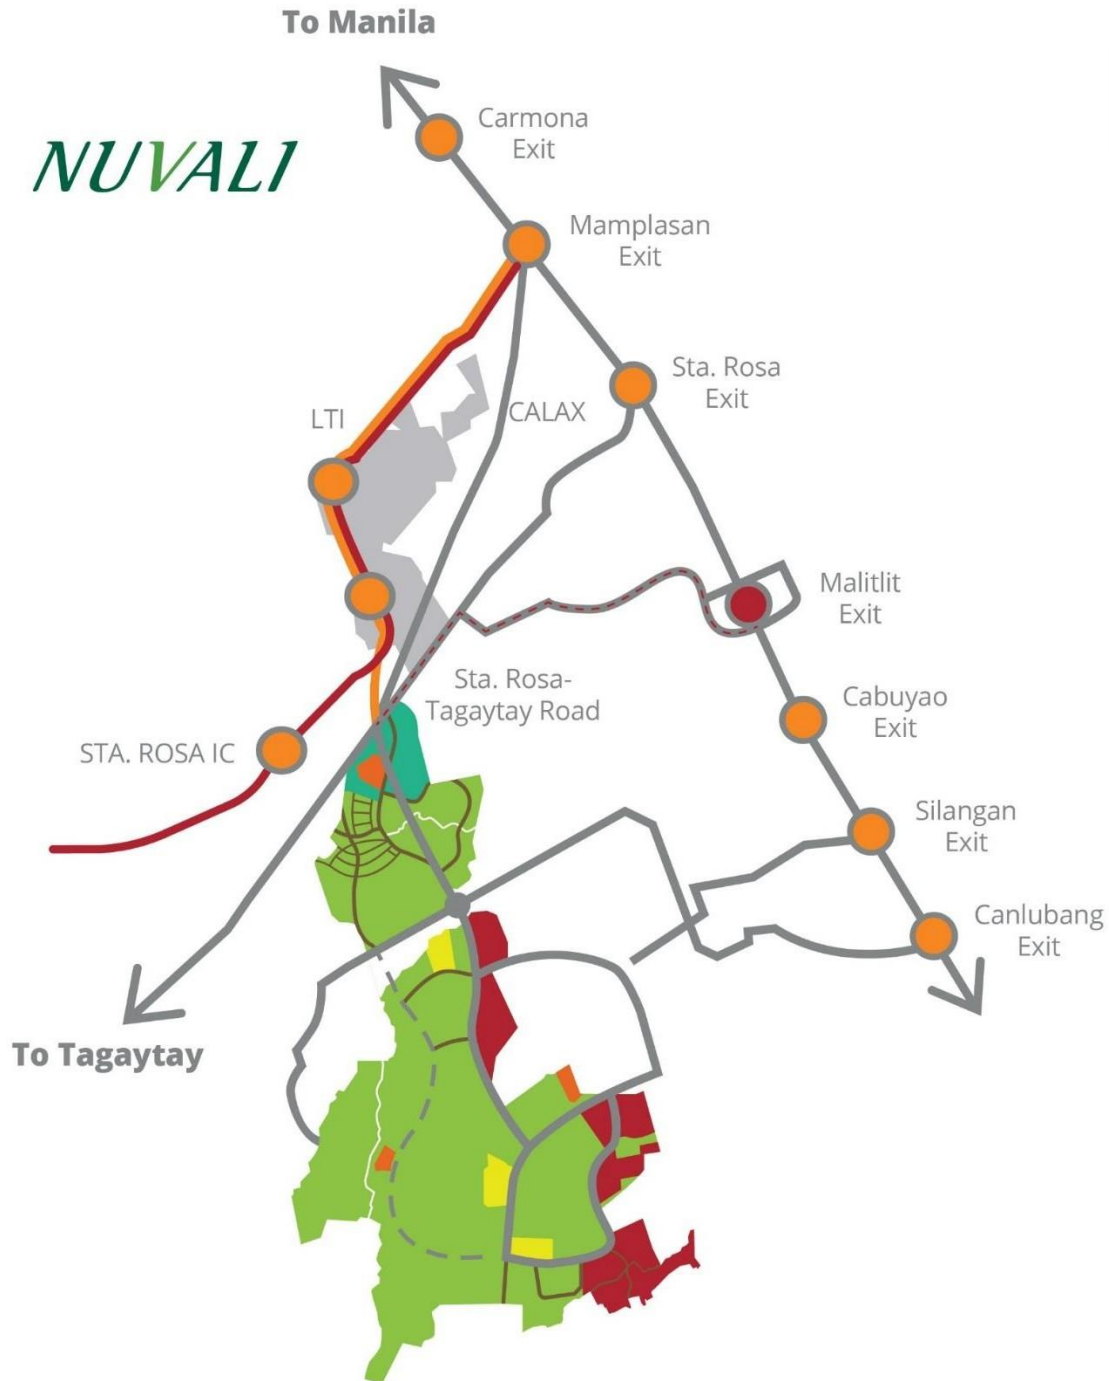 To Manila
Carmona
Exit
NUVALI
Mamplasan
Exit
Sta. Rosa
Exit
LTI
CALAX
Malitlit
Exit
Sta. Rosa-
Tagaytay Road
Cabuyao
Exit
STA. ROSA IC
Silangan
Exit
Canlubang
Exit
To Tagaytay